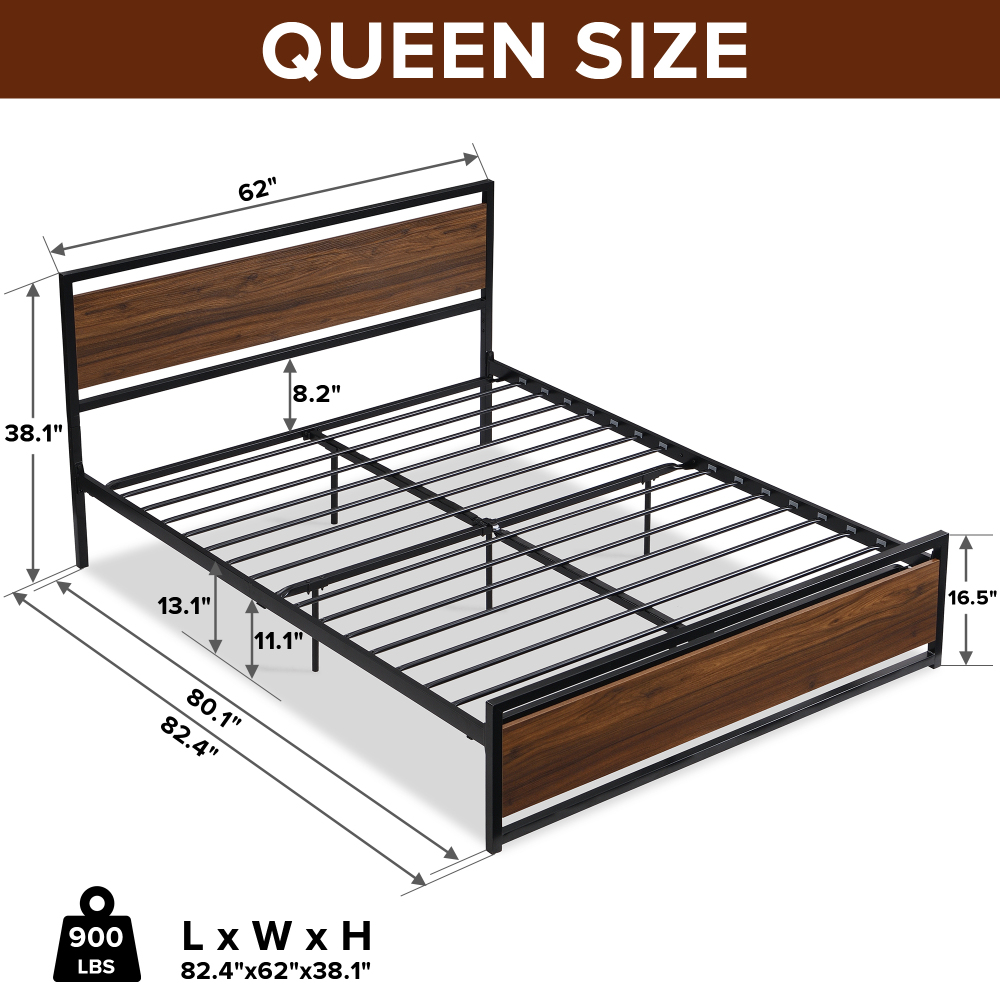 QUEEN SIZE
62"
38.1"
8.2"
13.1"
11.1"
16.5"
80.1"
82.4"
900
LBS
L x W x H
82.4"x62"x38.1"